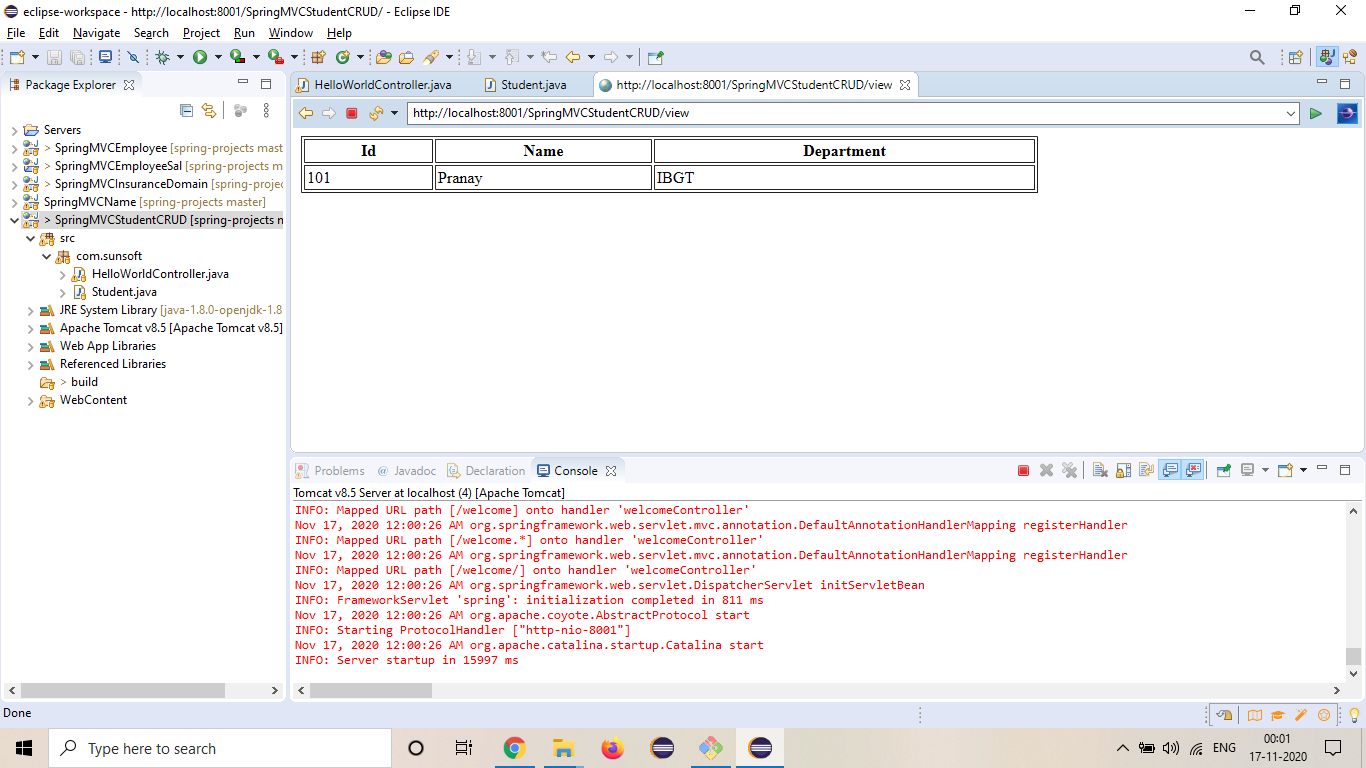 eclipse-workspace - http://localhost:8001/SpringMVCStudentCRUD/ - Eclipse IDE
File Edit Navigate Search Project Run Window Help
Package Explorer
HelloWorldController.java
Student.java
http://localhost:8001/SpringMVCStudentCRUD/view
http://localhost:8001/SpringMVCStudentCRUD/view
Servers
> SpringMVCEmployee [spring-projects mast
> SpringMVCEmployeeSal [spring-projects m
> SpringMVCInsuranceDomain [spring-projec
SpringMVCName [spring-projects master]
> SpringMVCStudentCRUD [spring-projects n
src
com.sunsoft
HelloWorldController.java
Student.java
JRE System Library [java-1.8.0-openjdk-1.8
Apache Tomcat v8.5 [Apache Tomcat v8.5]
Web App Libraries
Referenced Libraries
> build
WebContent
Id Name Department
101 Pranay IBGT
Problems @ Javadoc Declaration Console
Tomcat v8.5 Server at localhost (4) [Apache Tomcat]
INFO: Mapped URL path [/welcome] onto handler 'welcomeController'
Nov 17, 2020 12:00:26 AM org.springframework.web.servlet.mvc.annotation.DefaultAnnotationHandlerMapping registerHandler
INFO: Mapped URL path [/welcome.*] onto handler 'welcomeController'
Nov 17, 2020 12:00:26 AM org.springframework.web.servlet.mvc.annotation.DefaultAnnotationHandlerMapping registerHandler
INFO: Mapped URL path [/welcome/] onto handler 'welcomeController'
Nov 17, 2020 12:00:26 AM org.springframework.web.servlet.DispatcherServlet initServletBean
INFO: FrameworkServlet 'spring': initialization completed in 811 ms
Nov 17, 2020 12:00:26 AM org.apache.coyote.AbstractProtocol start
INFO: Starting ProtocolHandler ["http-nio-8001"]
Nov 17, 2020 12:00:26 AM org.apache.catalina.startup.Catalina start
INFO: Server startup in 15997 ms
Done
Type here to search
ENG
00:01
17-11-2020